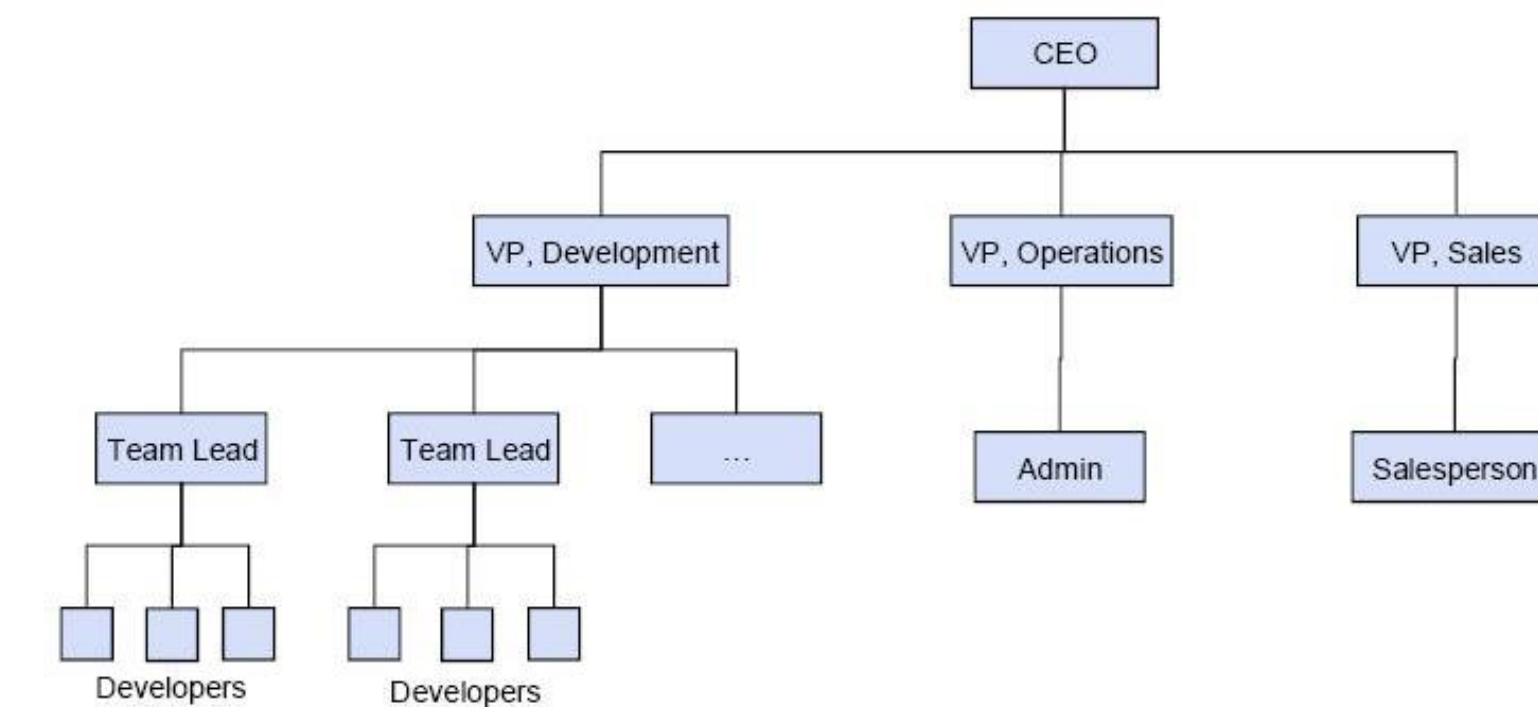 CEO
VP, Development
VP, Operations
VP, Sales
Team Lead
Team Lead
...
Admin
Salesperson
Developers
Developers